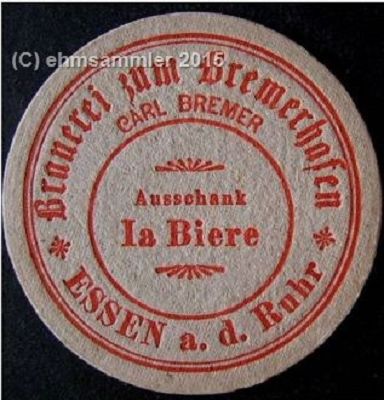 (C) ehmsammler 2015
Brauerei zum Bremerhafen
CARL BREMER
Ausschank
Ia Biere
* ESSEN a. d. Ruhr *